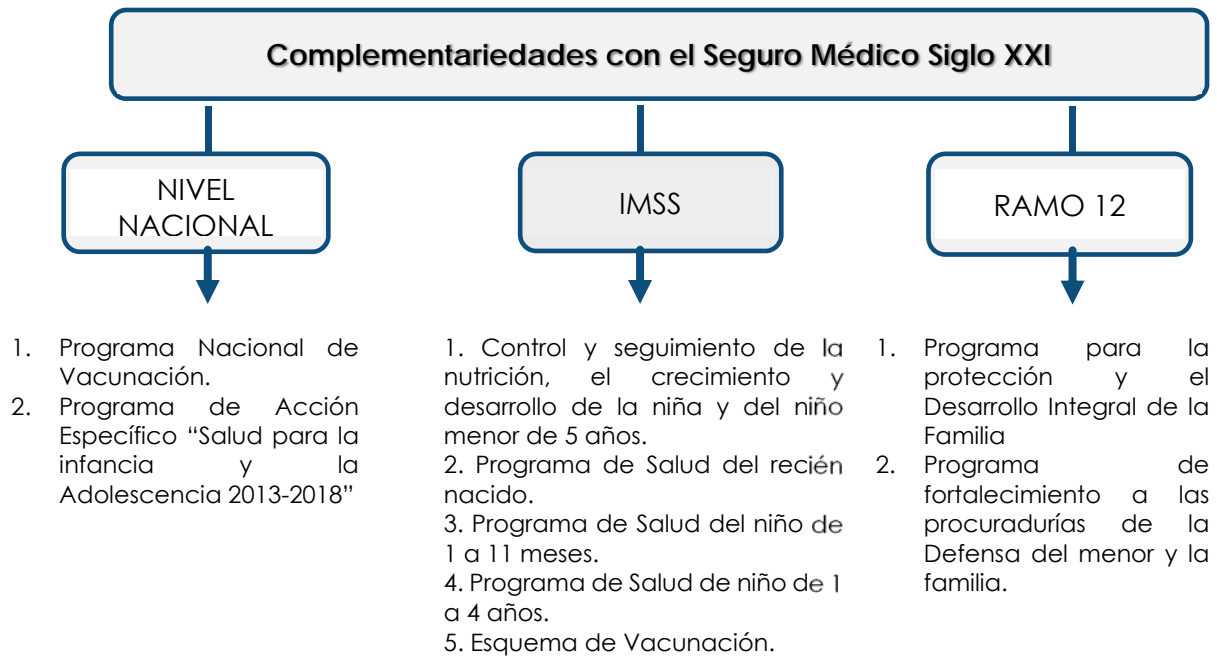 Complementariedades con el Seguro Médico Siglo XXI
NIVEL
NACIONAL
IMSS
RAMO 12
1. Programa Nacional de
Vacunación.
2. Programa de Acción
Específico “Salud para la
infancia y la
Adolescencia 2013-2018”
1. Control y seguimiento de la
nutrición, el crecimiento y
desarrollo de la niña y del niño
menor de 5 años.
2. Programa de Salud del recién
nacido.
3. Programa de Salud del niño de
1 a 11 meses.
4. Programa de Salud de niño de 1
a 4 años.
5. Esquema de Vacunación.
1. Programa para la
protección y el
Desarrollo Integral de la
Familia
2. Programa de
fortalecimiento a las
procuradurías de la
Defensa del menor y la
familia.